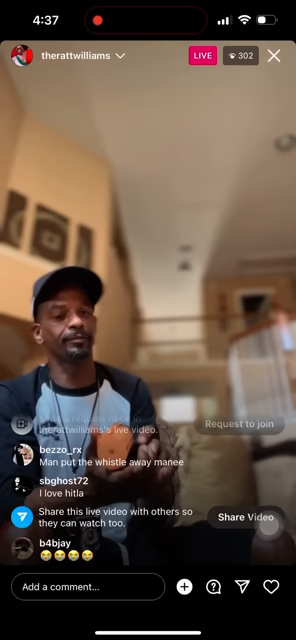 4:37
therattwilliams
LIVE
302
therattwilliams's live video.
Request to join
bezzo_rx
Man put the whistle away manee
sbghost72
I love hitla
Share this live video with others so
they can watch too.
Share Video
b4bjay
😂😂😂😂
Add a comment...